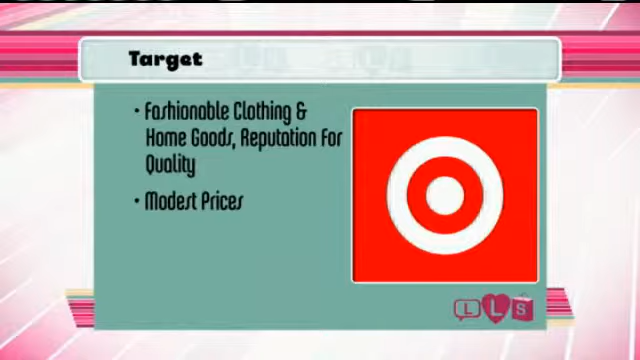 Target
• Fashionable Clothing &
Home Goods, Reputation For
Quality
• Modest Prices
L L S